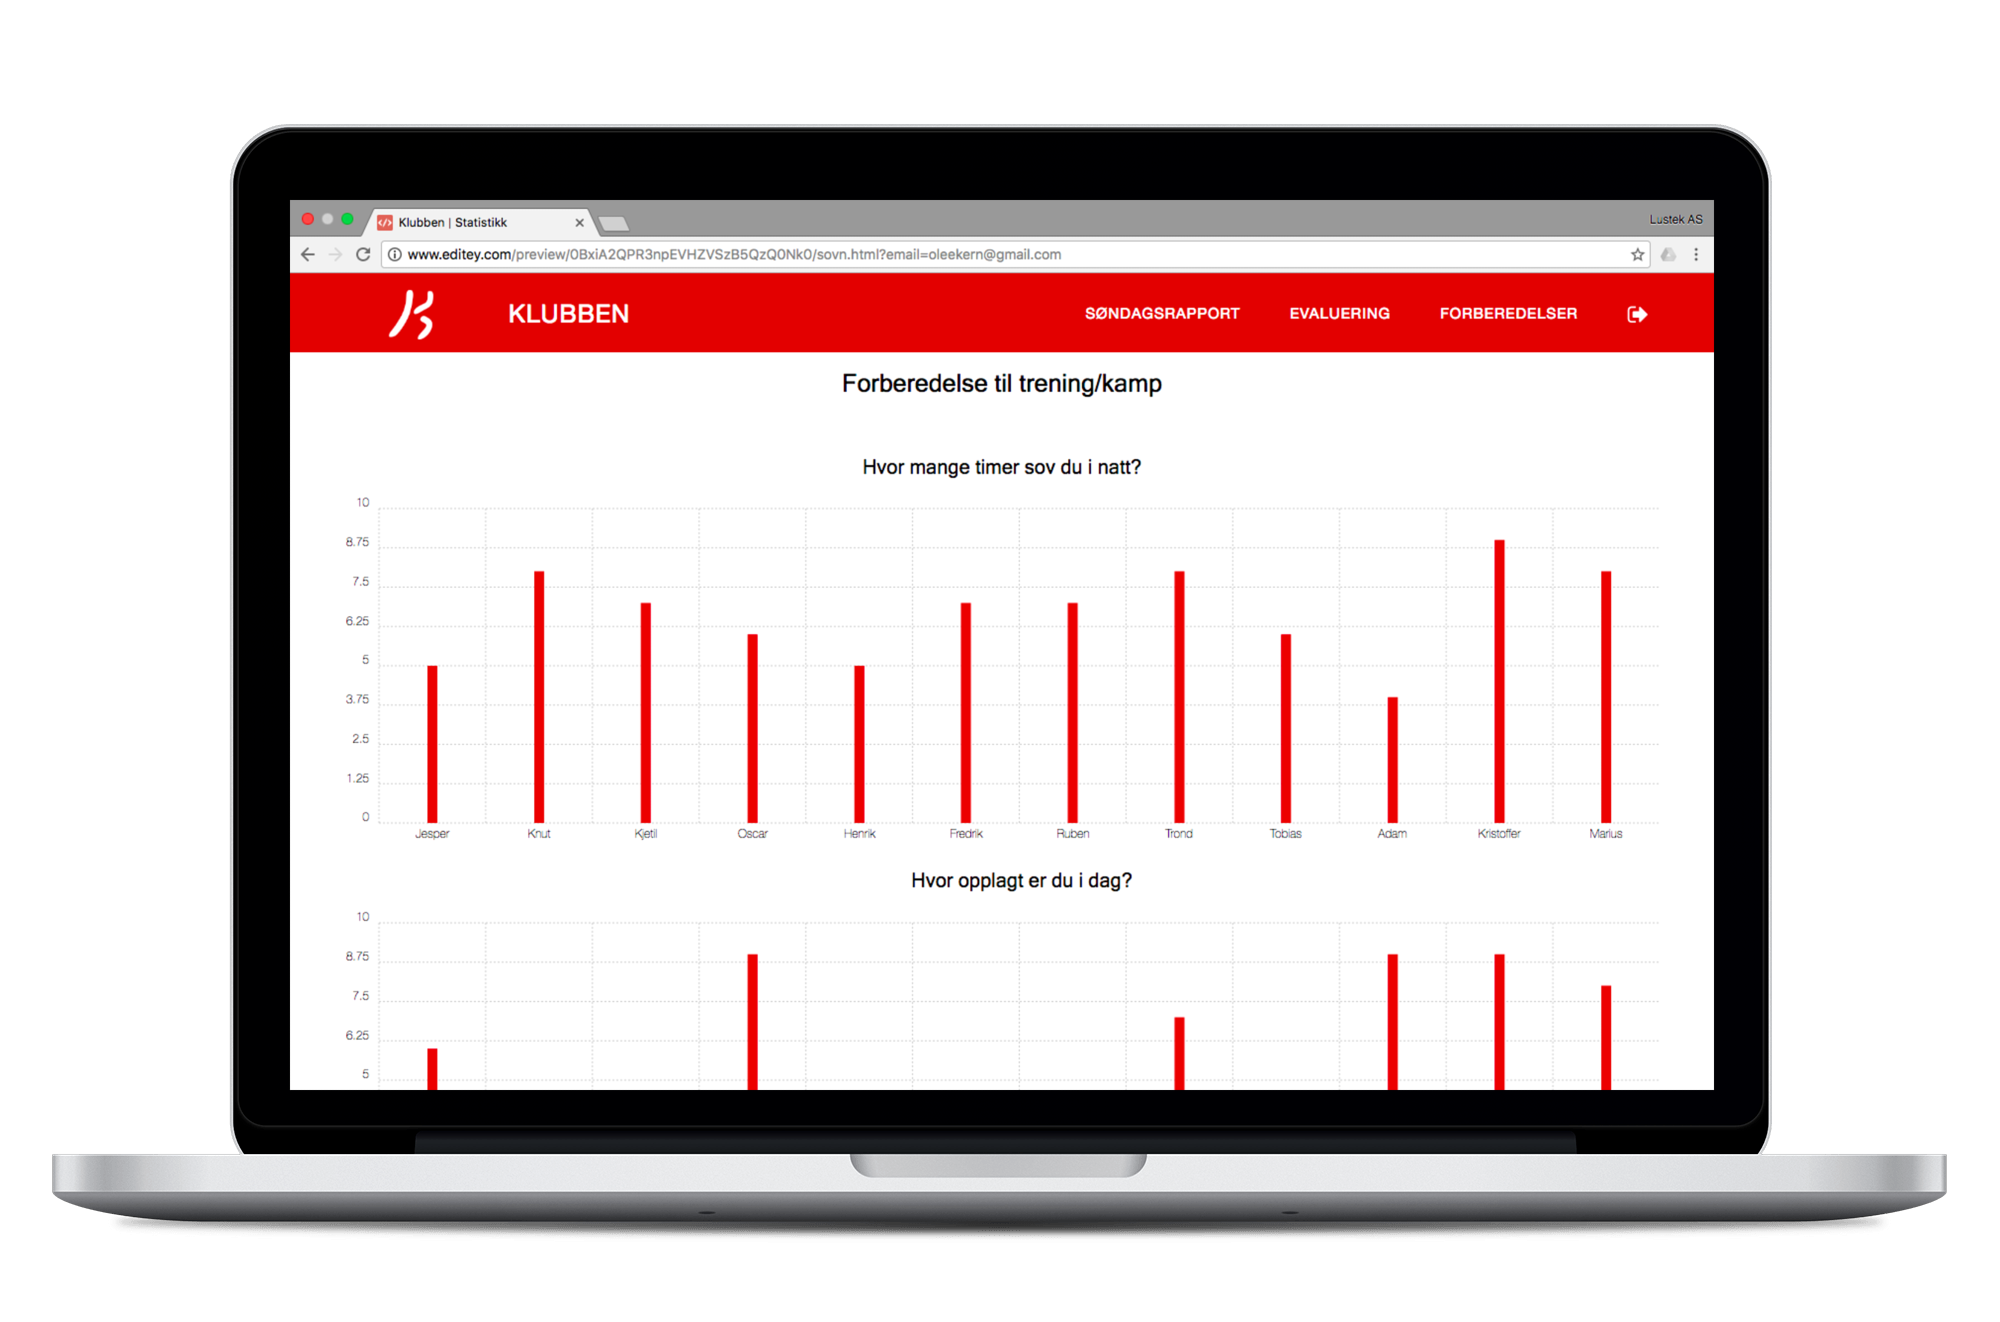 Klubben | Statistikk
Lustek AS
www.editey.com/preview/0BxiA2QPR3npEVHZVSzB5QzQ0Nk0/sovn.html?email=oleekern@gmail.com
KLUBBEN
SØNDAGSRAPPORT
EVALUERING
FORBEREDELSER
Forberedelse til trening/kamp
Hvor mange timer sov du i natt?
10
8.75
7.5
6.25
5
3.75
2.5
1.25
0
Jesper Knut Kjetil Oscar Henrik Fredrik Ruben Trond Tobias Adam Kristoffer Marius
Hvor opplagt er du i dag?
10
8.75
7.5
6.25
5